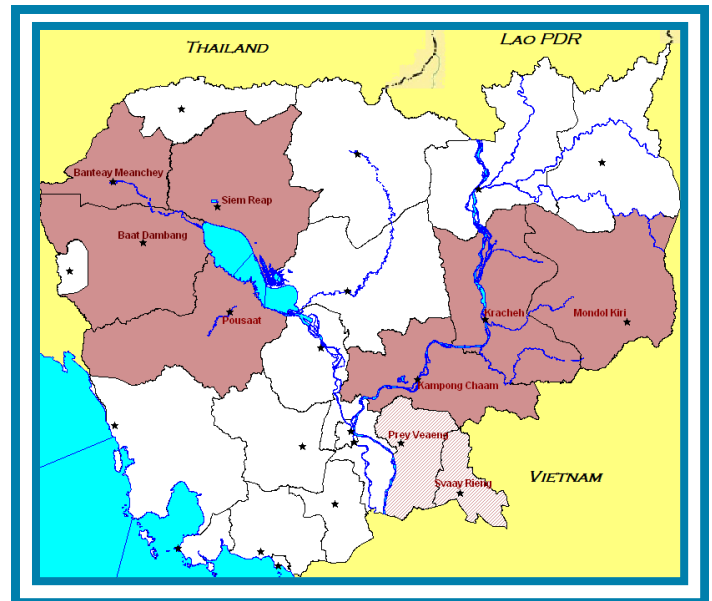 THAILAND
LAO PDR
Banteay Meanchey
Siem Reap
Baat Dambang
Pousaat
Kracheh
Mondol Kiri
Kampong Chaam
Prey Veaeng
Svaay Rieng
VIETNAM